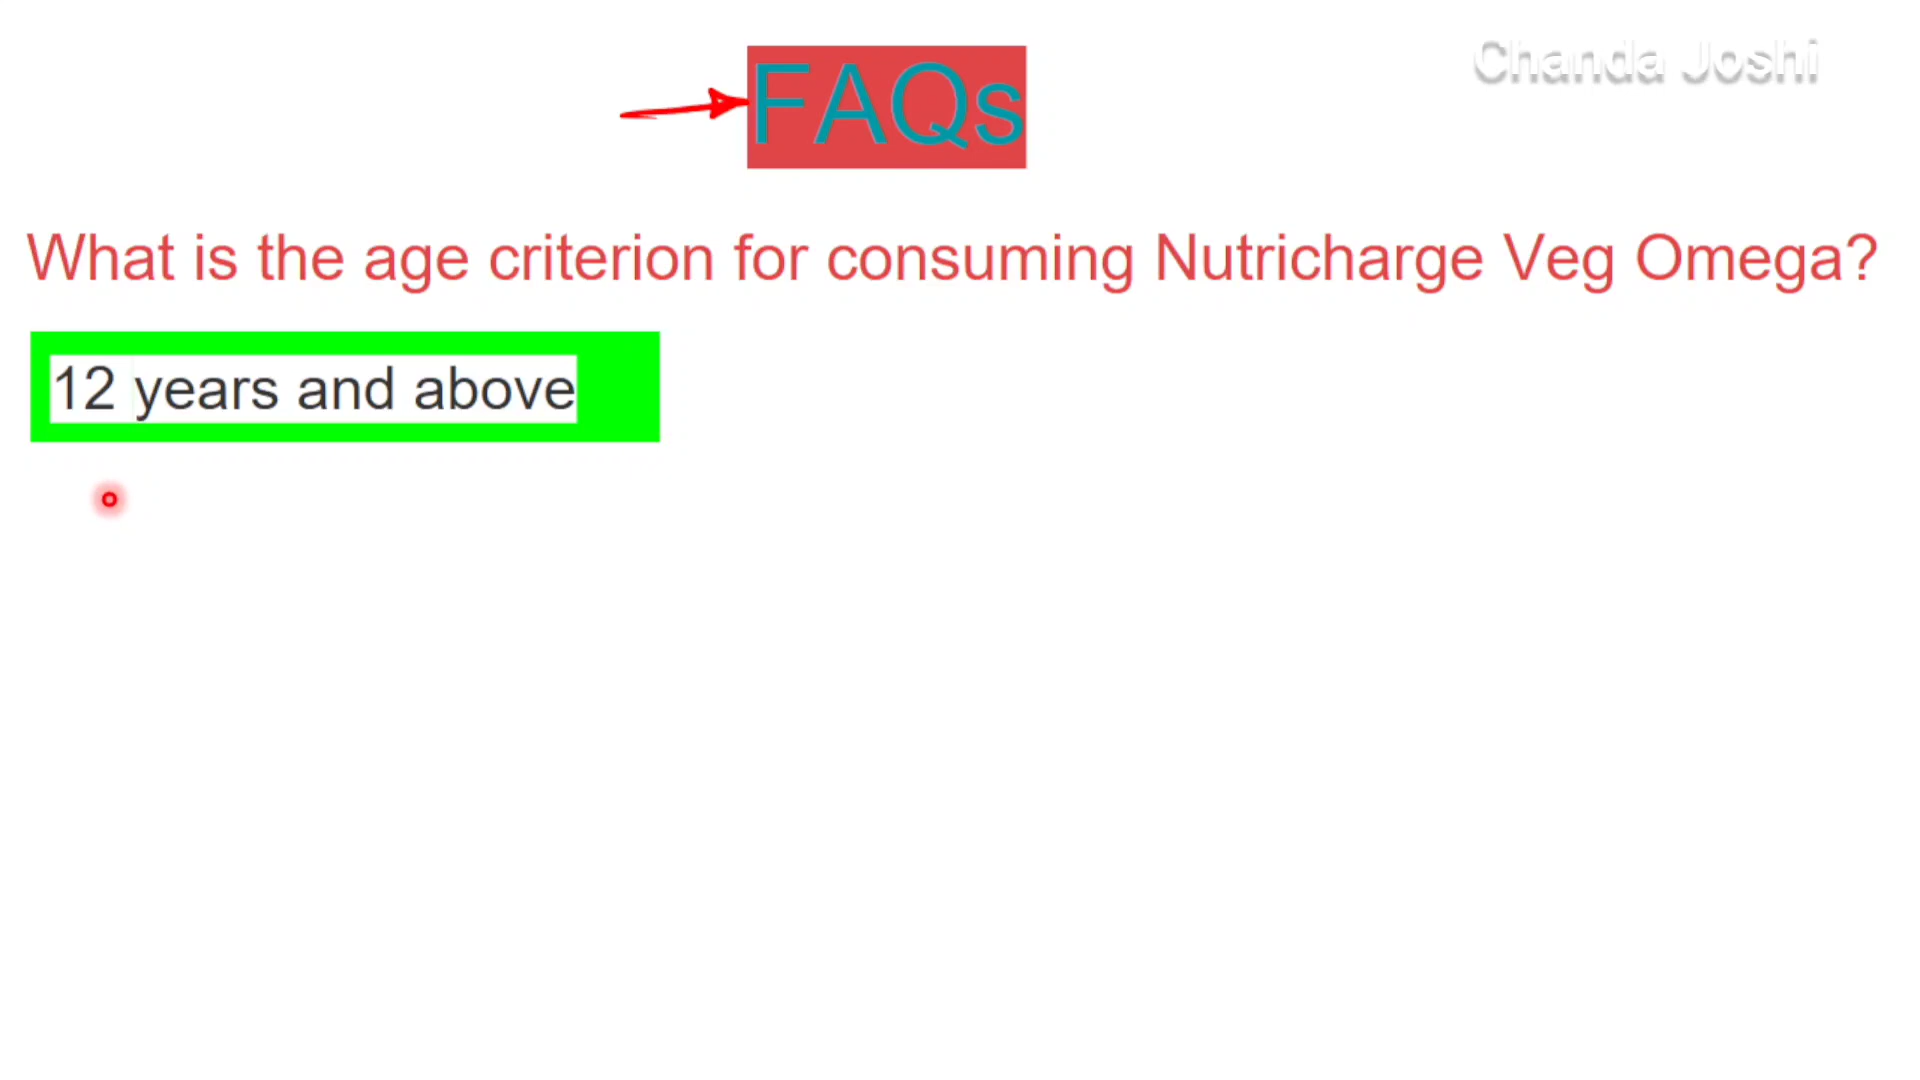 Chanda Joshi
FAQs
What is the age criterion for consuming Nutricharge Veg Omega?
12 years and above